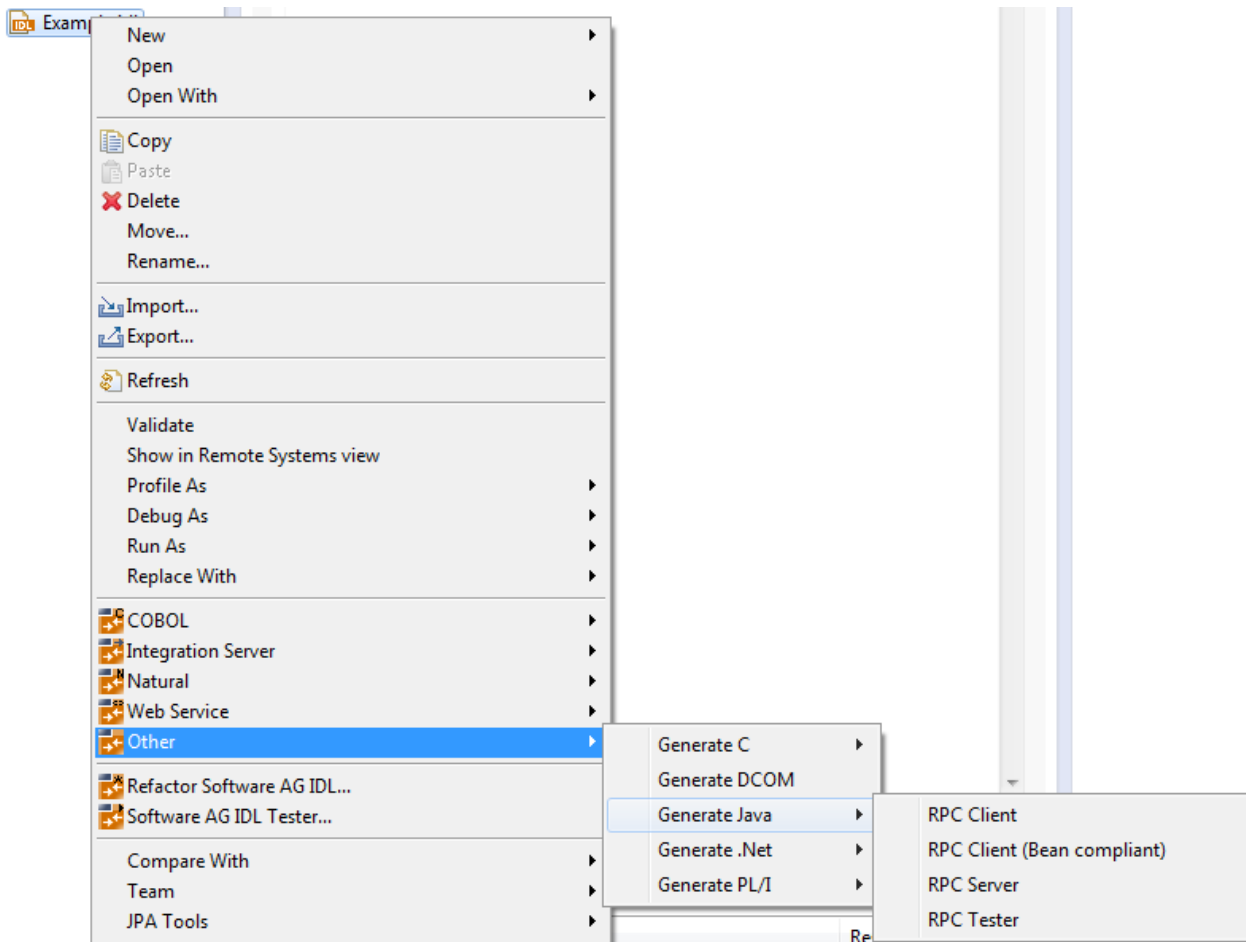 IDL
New
Open
Open With
Copy
Paste
Delete
Move...
Rename...
Import...
Export...
Refresh
Validate
Show in Remote Systems view
Profile As
Debug As
Run As
Replace With
COBOL
Integration Server
Natural
Web Service
Other
Refactor Software AG IDL...
Software AG IDL Tester...
Compare With
Team
JPA Tools
Generate C
Generate DCOM
Generate Java
Generate .Net
Generate PL/I
RPC Client
RPC Client (Bean compliant)
RPC Server
RPC Tester